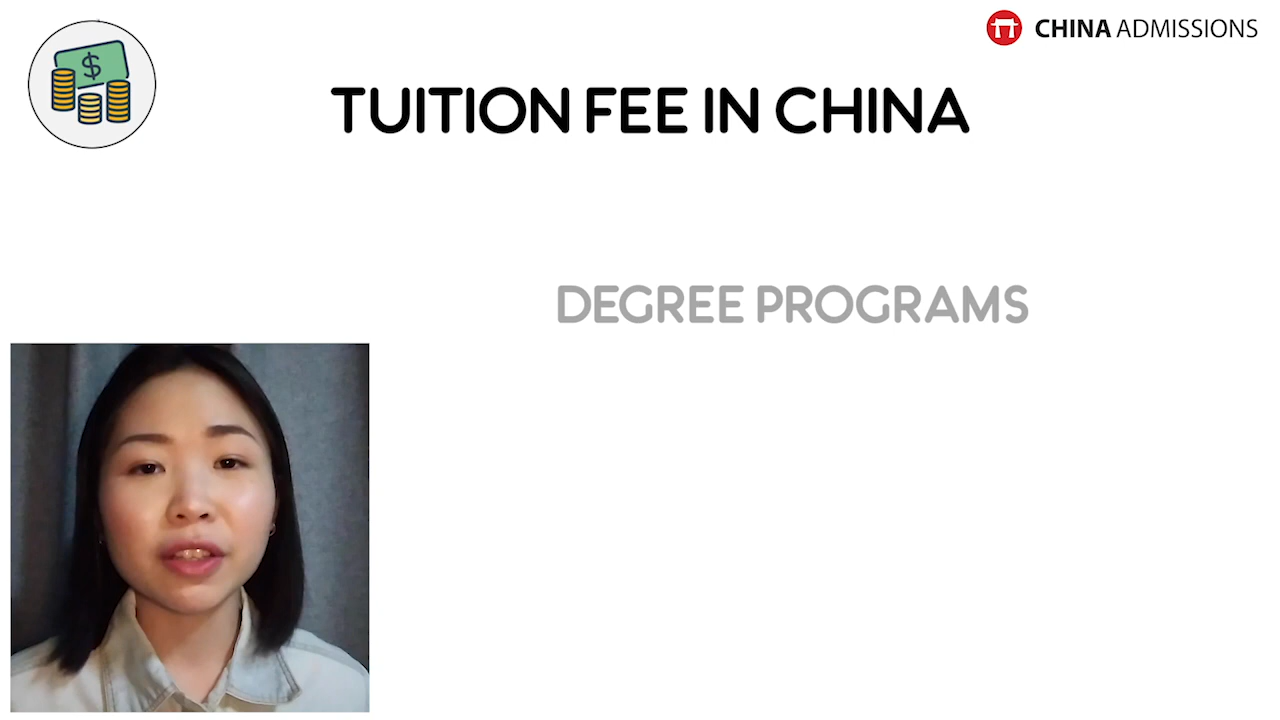 CHINA ADMISSIONS
TUITION FEE IN CHINA
$
DEGREE PROGRAMS